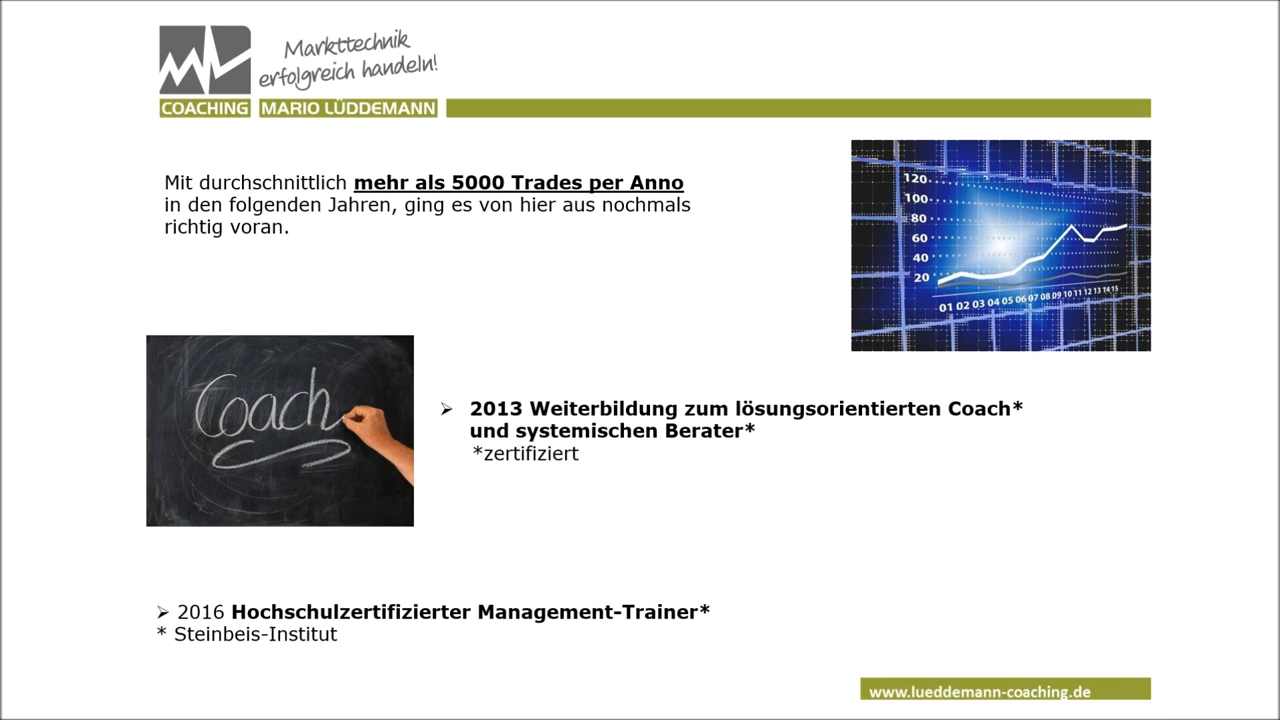 Markttechnik
erfolgreich handeln!
COACHING MARIO LÜDDEMANN
Mit durchschnittlich mehr als 5000 Trades per Anno
in den folgenden Jahren, ging es von hier aus nochmals
richtig voran.
120
100
80
60
40
20
01 02 03 04 05 06 07 08 09 10 11 12 13 14 15
Coach
➢ 2013 Weiterbildung zum lösungsorientierten Coach*
und systemischen Berater*
*zertifiziert
➢ 2016 Hochschulzertifizierter Management-Trainer*
* Steinbeis-Institut
www.lueddemann-coaching.de